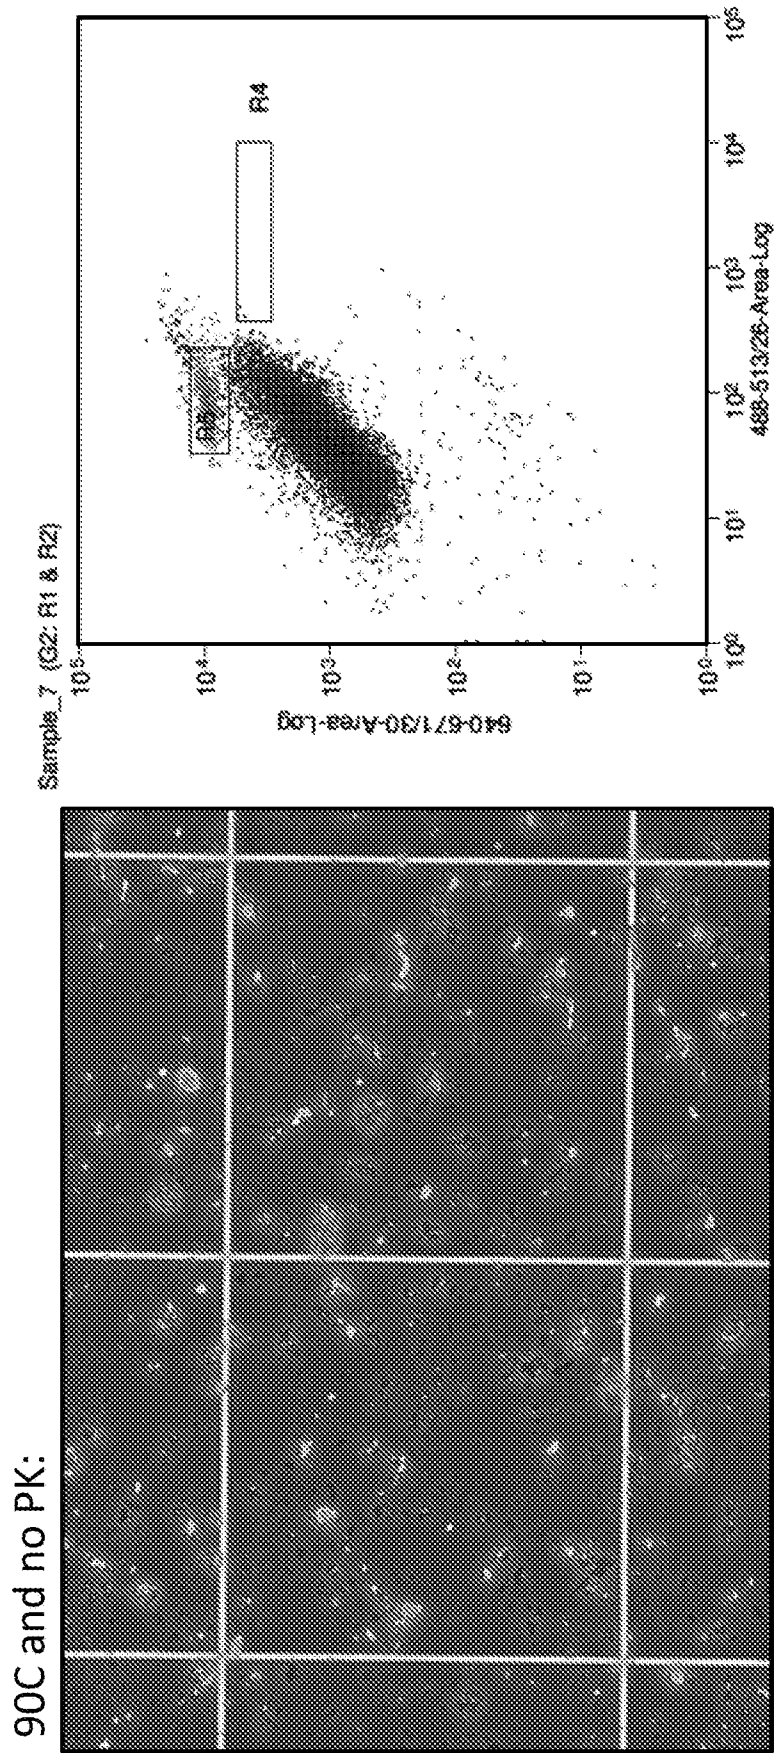 90C and no PK:
Sample_7 (G2: R1 & R2)
640-671/30-Area-Log
10⁵
10⁴
10³
10²
10¹
10⁰
R5
R4
10⁰
10¹
10²
10³
10⁴
10⁵
488-513/26-Area-Log